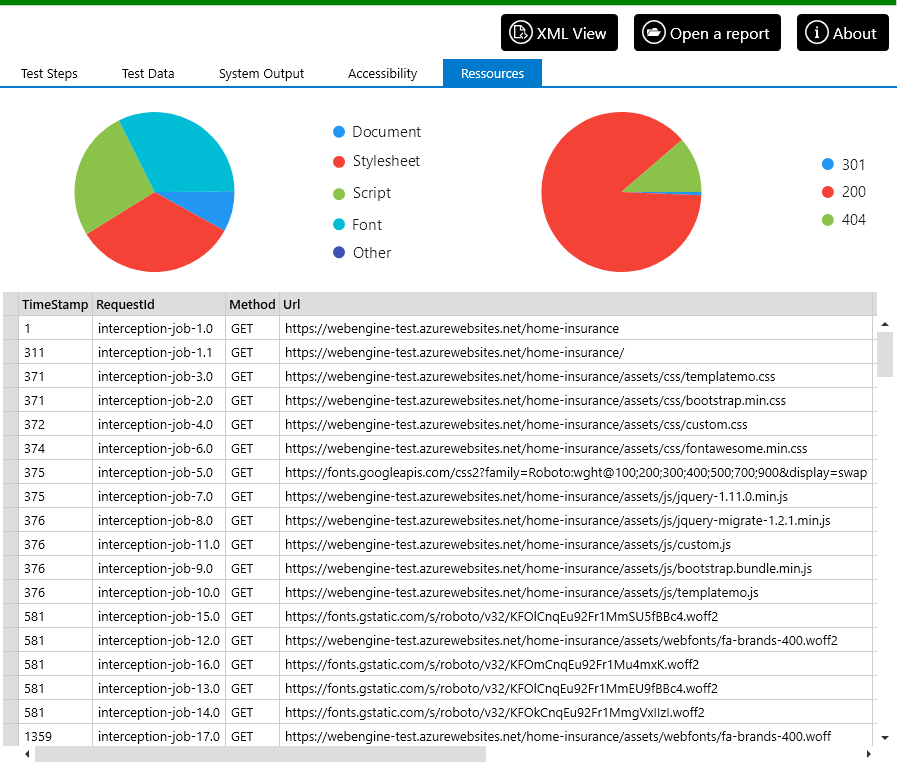 XML View Open a report About
Test Steps Test Data System Output Accessibility Ressources
Document
Stylesheet
Script
Font
Other
301
200
404
TimeStamp RequestId Method Url
1 interception-job-1.0 GET https://webengine-test.azurewebsites.net/home-insurance
311 interception-job-1.1 GET https://webengine-test.azurewebsites.net/home-insurance/
371 interception-job-3.0 GET https://webengine-test.azurewebsites.net/home-insurance/assets/css/templatemo.css
371 interception-job-2.0 GET https://webengine-test.azurewebsites.net/home-insurance/assets/css/bootstrap.min.css
372 interception-job-4.0 GET https://webengine-test.azurewebsites.net/home-insurance/assets/css/custom.css
374 interception-job-6.0 GET https://webengine-test.azurewebsites.net/home-insurance/assets/css/fontawesome.min.css
375 interception-job-5.0 GET https://fonts.googleapis.com/css2?family=Roboto:wght@100;200;300;400;500;700;900&display=swap
375 interception-job-7.0 GET https://webengine-test.azurewebsites.net/home-insurance/assets/js/jquery-1.11.0.min.js
376 interception-job-8.0 GET https://webengine-test.azurewebsites.net/home-insurance/assets/js/jquery-migrate-1.2.1.min.js
376 interception-job-11.0 GET https://webengine-test.azurewebsites.net/home-insurance/assets/js/custom.js
376 interception-job-9.0 GET https://webengine-test.azurewebsites.net/home-insurance/assets/js/bootstrap.bundle.min.js
376 interception-job-10.0 GET https://webengine-test.azurewebsites.net/home-insurance/assets/js/templatemo.js
581 interception-job-15.0 GET https://fonts.gstatic.com/s/roboto/v32/KFOlCnqEu92Fr1MmSU5fBBc4.woff2
581 interception-job-12.0 GET https://webengine-test.azurewebsites.net/home-insurance/assets/webfonts/fa-brands-400.woff2
581 interception-job-16.0 GET https://fonts.gstatic.com/s/roboto/v32/KFOmCnqEu92Fr1Mu4mxK.woff2
581 interception-job-13.0 GET https://fonts.gstatic.com/s/roboto/v32/KFOlCnqEu92Fr1MmEU9fBBc4.woff2
581 interception-job-14.0 GET https://fonts.gstatic.com/s/roboto/v32/KFOkCnqEu92Fr1MmgVxIIzI.woff2
1359 interception-job-17.0 GET https://webengine-test.azurewebsites.net/home-insurance/assets/webfonts/fa-brands-400.woff